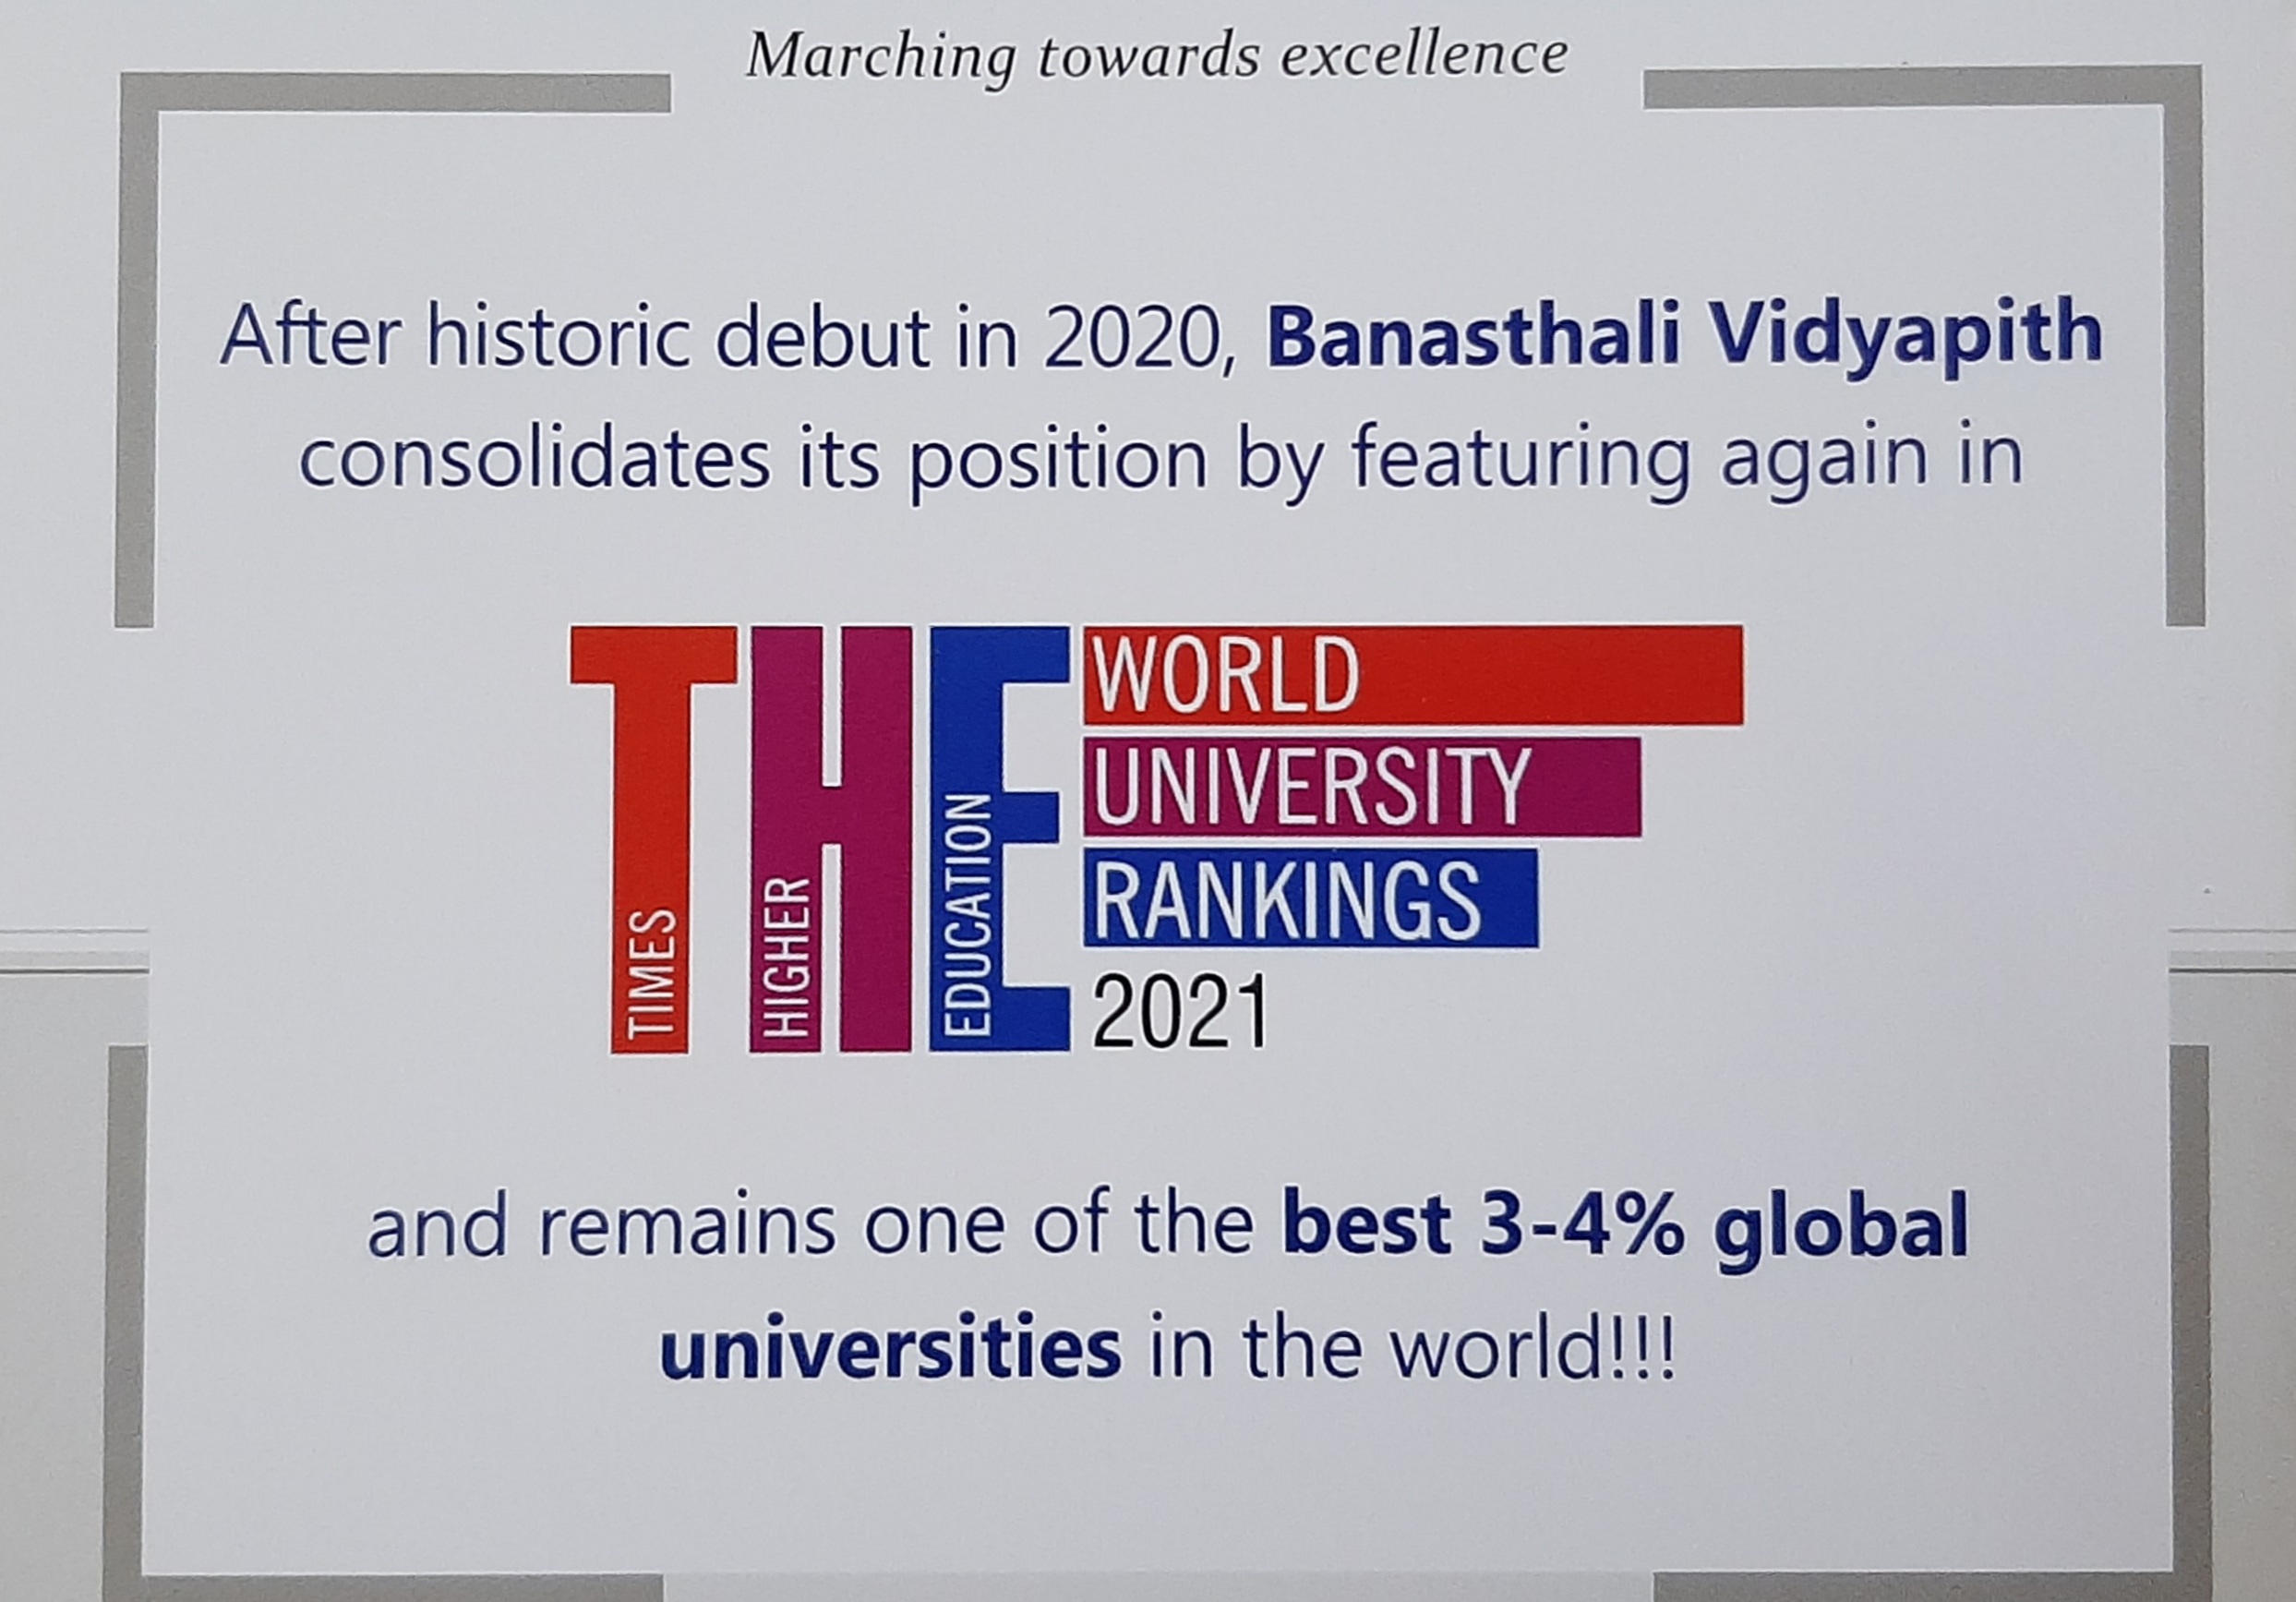 Marching towards excellence
After historic debut in 2020, Banasthali Vidyapith
consolidates its position by featuring again in
THE
TIMES
HIGHER
EDUCATION
WORLD
UNIVERSITY
RANKINGS
2021
and remains one of the best 3-4% global
universities in the world!!!